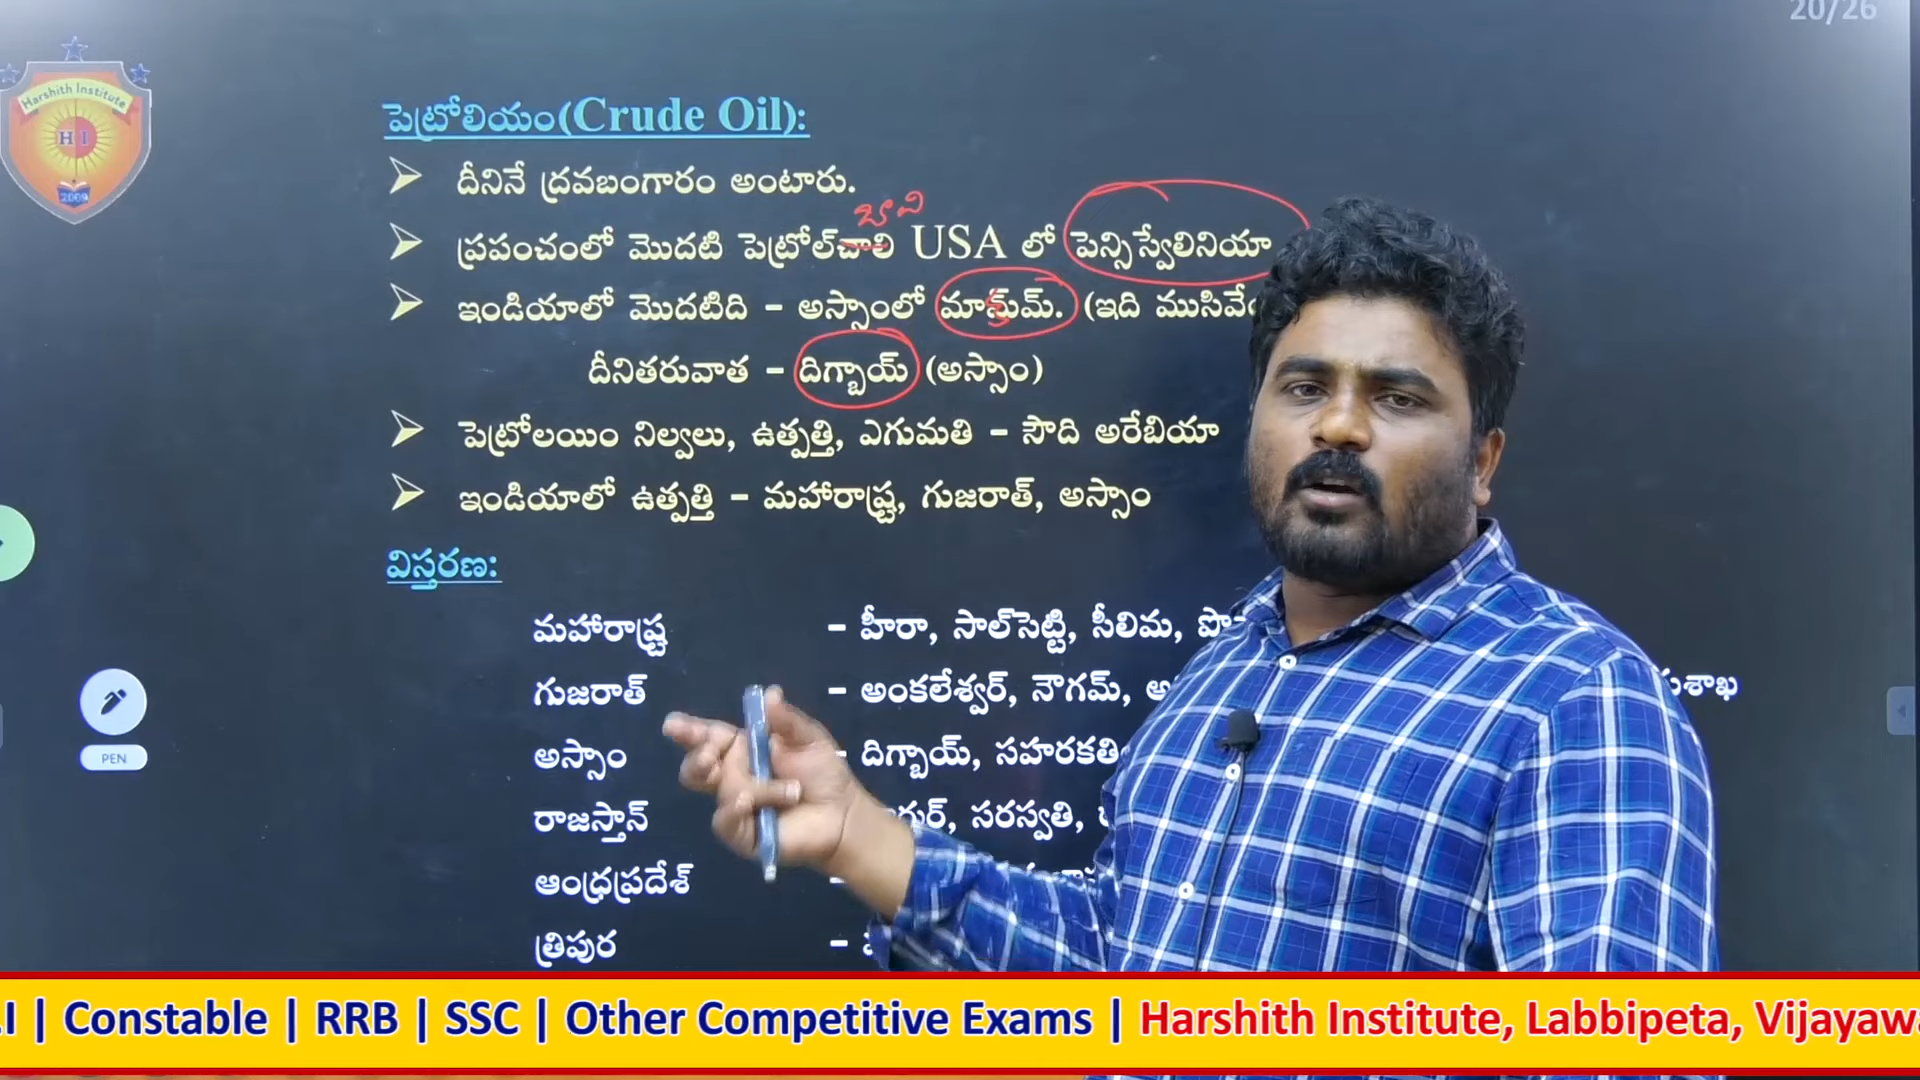 20/26
Harshith Institute
H I
2009
పెట్రోలియం(Crude Oil):
దీనినే ద్రవబంగారం అంటారు.
బావి
ప్రపంచంలో మొదటి పెట్రోల్‌చాలి USA లో పెన్సిస్వేలినియా
ఇండియాలో మొదటిది – అస్సాంలో మాక్రుమ్. (ఇది
దీనితరువాత – దిగ్బాయ్ (అస్సాం)
పెట్రోలయిం నిల్వలు, ఉత్పత్తి, ఎగుమతి – సౌది అరేబియా
ఇండియాలో ఉత్పత్తి – మహారాష్ట్ర, గుజరాత్, అస్సాం
విస్తరణ:
మహారాష్ట్ర – హీరా, సాల్‌సెట్టి, సీలిమ,
గుజరాత్ – అంకలేశ్వర్, నౌగమ్,
అస్సాం – దిగ్బాయ్,
రాజస్తాన్ సరస్వతి,
ఆంధ్రప్రదేశ్ –
త్రిపుర –
PEN
| Constable | RRB | SSC | Other Competitive Exams | Harshith Institute, Labbipeta,